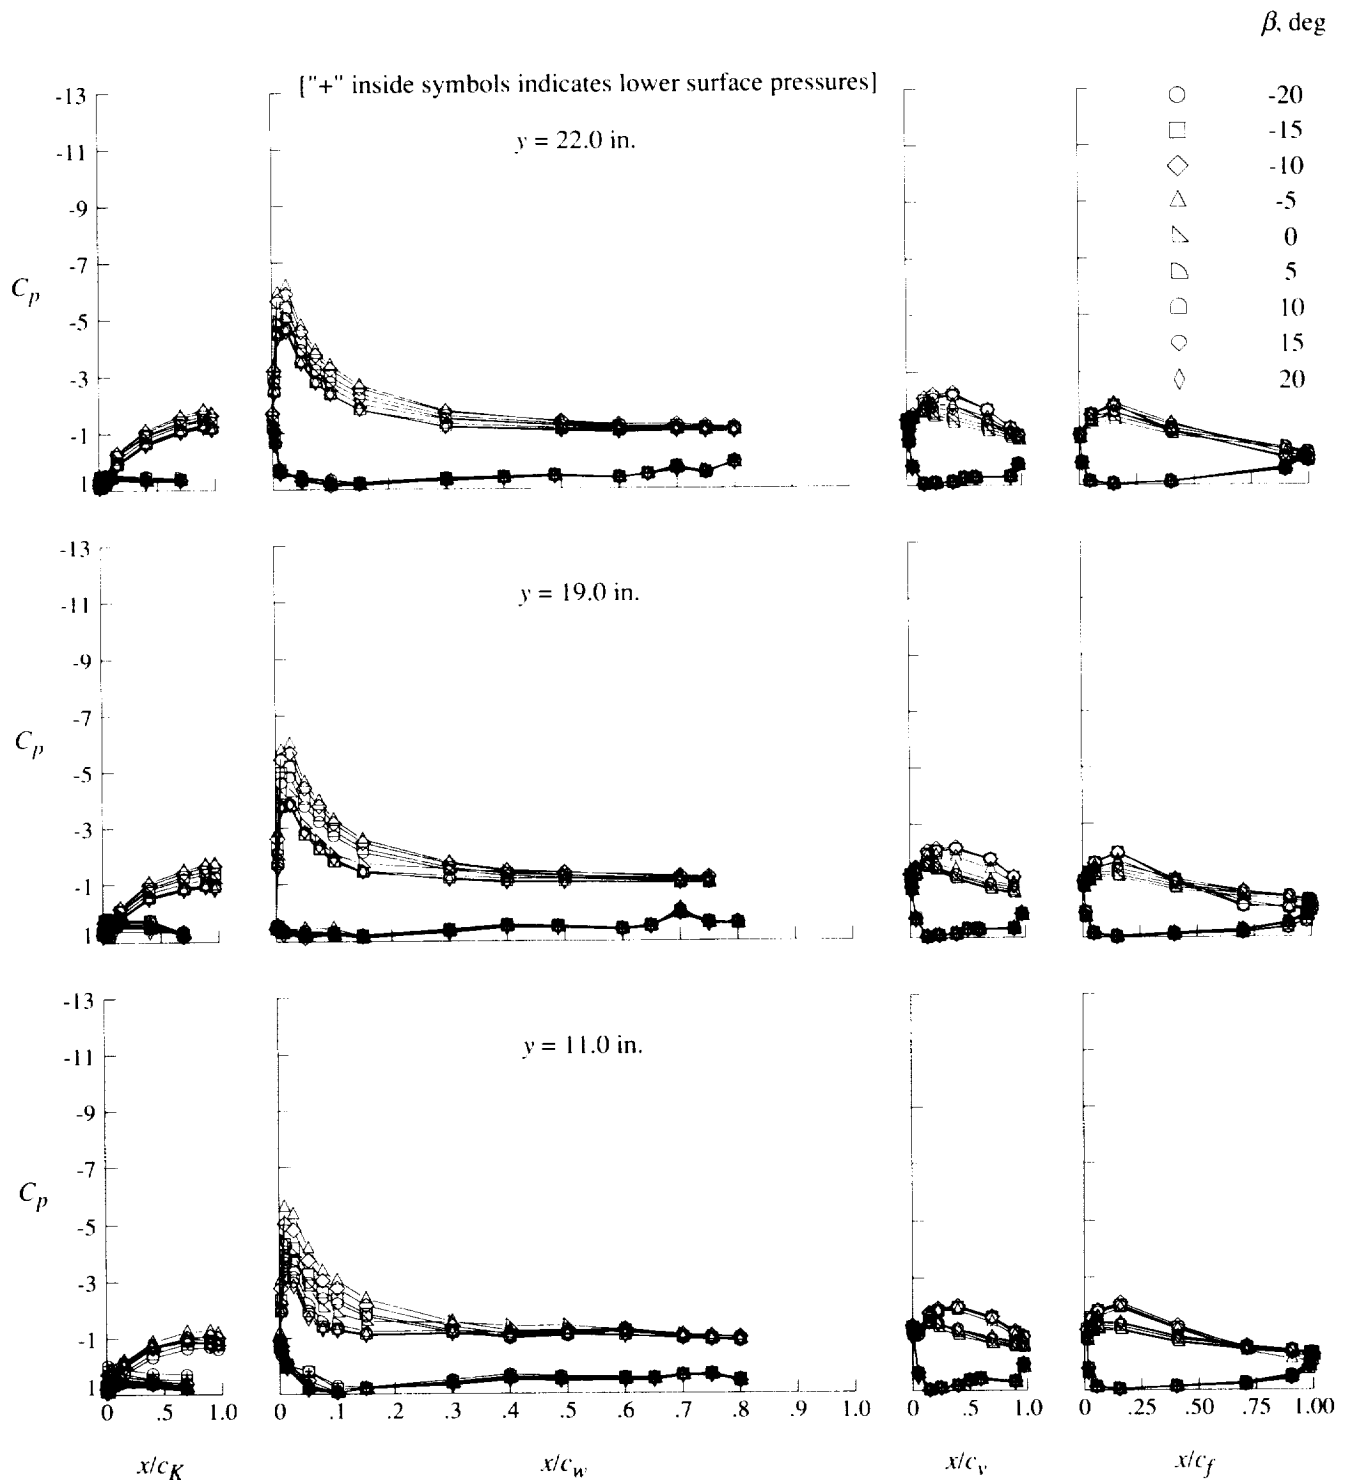 β, deg
["+" inside symbols indicates lower surface pressures]
-20
-15
-10
-5
0
5
10
15
20
y = 22.0 in.
-13
-11
-9
-7
-5
-3
-1
1
C_p
y = 19.0 in.
-13
-11
-9
-7
-5
-3
-1
1
C_p
y = 11.0 in.
-13
-11
-9
-7
-5
-3
-1
1
C_p
0 .5 1.0
0 .1 .2 .3 .4 .5 .6 .7 .8 .9 1.0
0 .5 1.0
0 .25 .50 .75 1.00
x/c_K
x/c_w
x/c_v
x/c_f